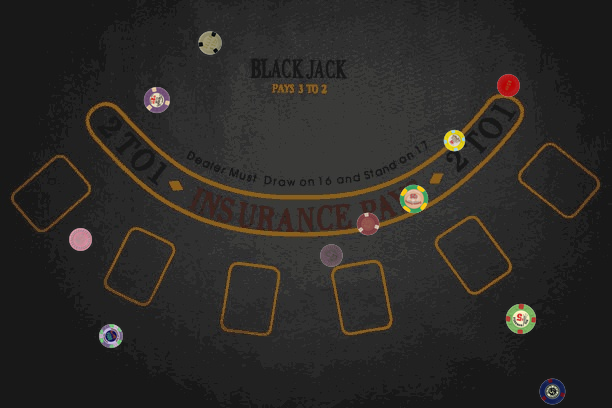 BLACK JACK
PAYS 3 TO 2
Dealer Must Draw on 16 and Stand on 17
2 TO 1
INSURANCE PAYS
2 TO 1